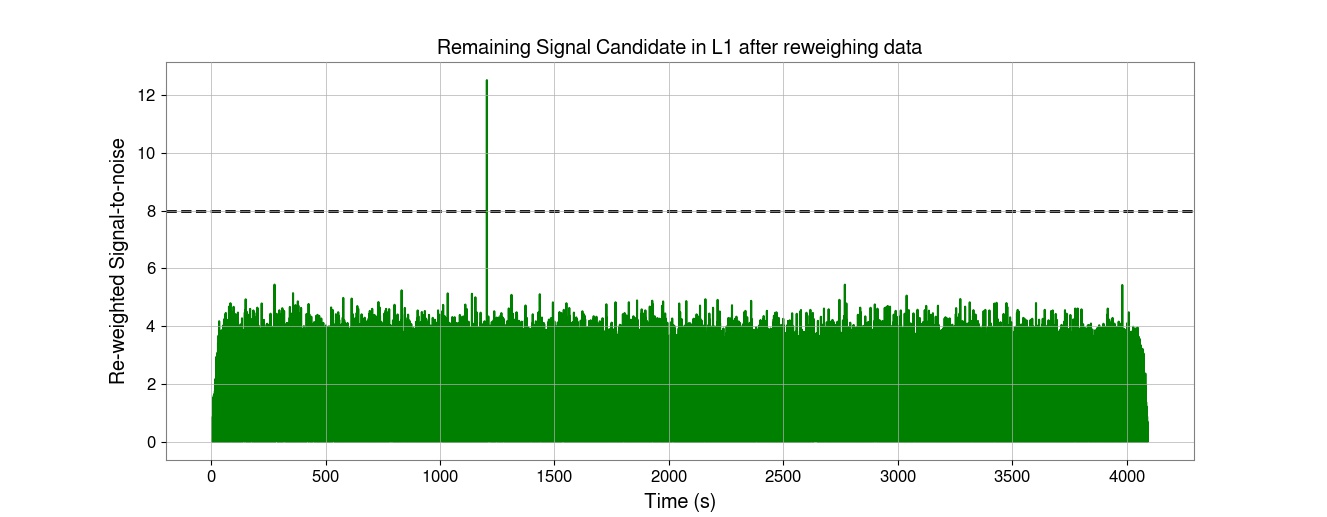 Remaining Signal Candidate in L1 after reweighing data
Re-weighted Signal-to-noise
12
10
8
6
4
2
0
0 500 1000 1500 2000 2500 3000 3500 4000
Time (s)